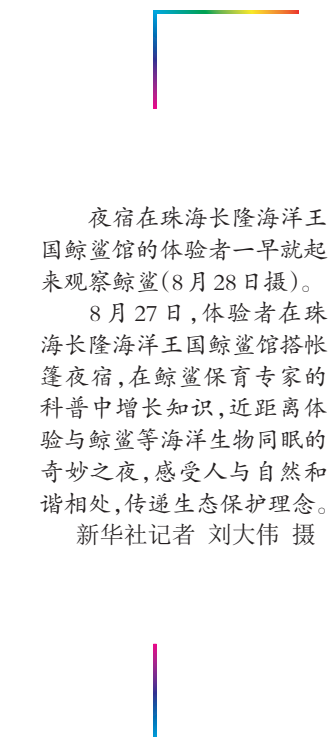 夜宿在珠海长隆海洋王
国鲸鲨馆的体验者一早就起
来观察鲸鲨(8月28日摄)。
8月27日,体验者在珠
海长隆海洋王国鲸鲨馆搭帐
篷夜宿,在鲸鲨保育专家的
科普中增长知识,近距离体
验与鲸鲨等海洋生物同眠的
奇妙之夜,感受人与自然和
谐相处,传递生态保护理念。
新华社记者 刘大伟 摄